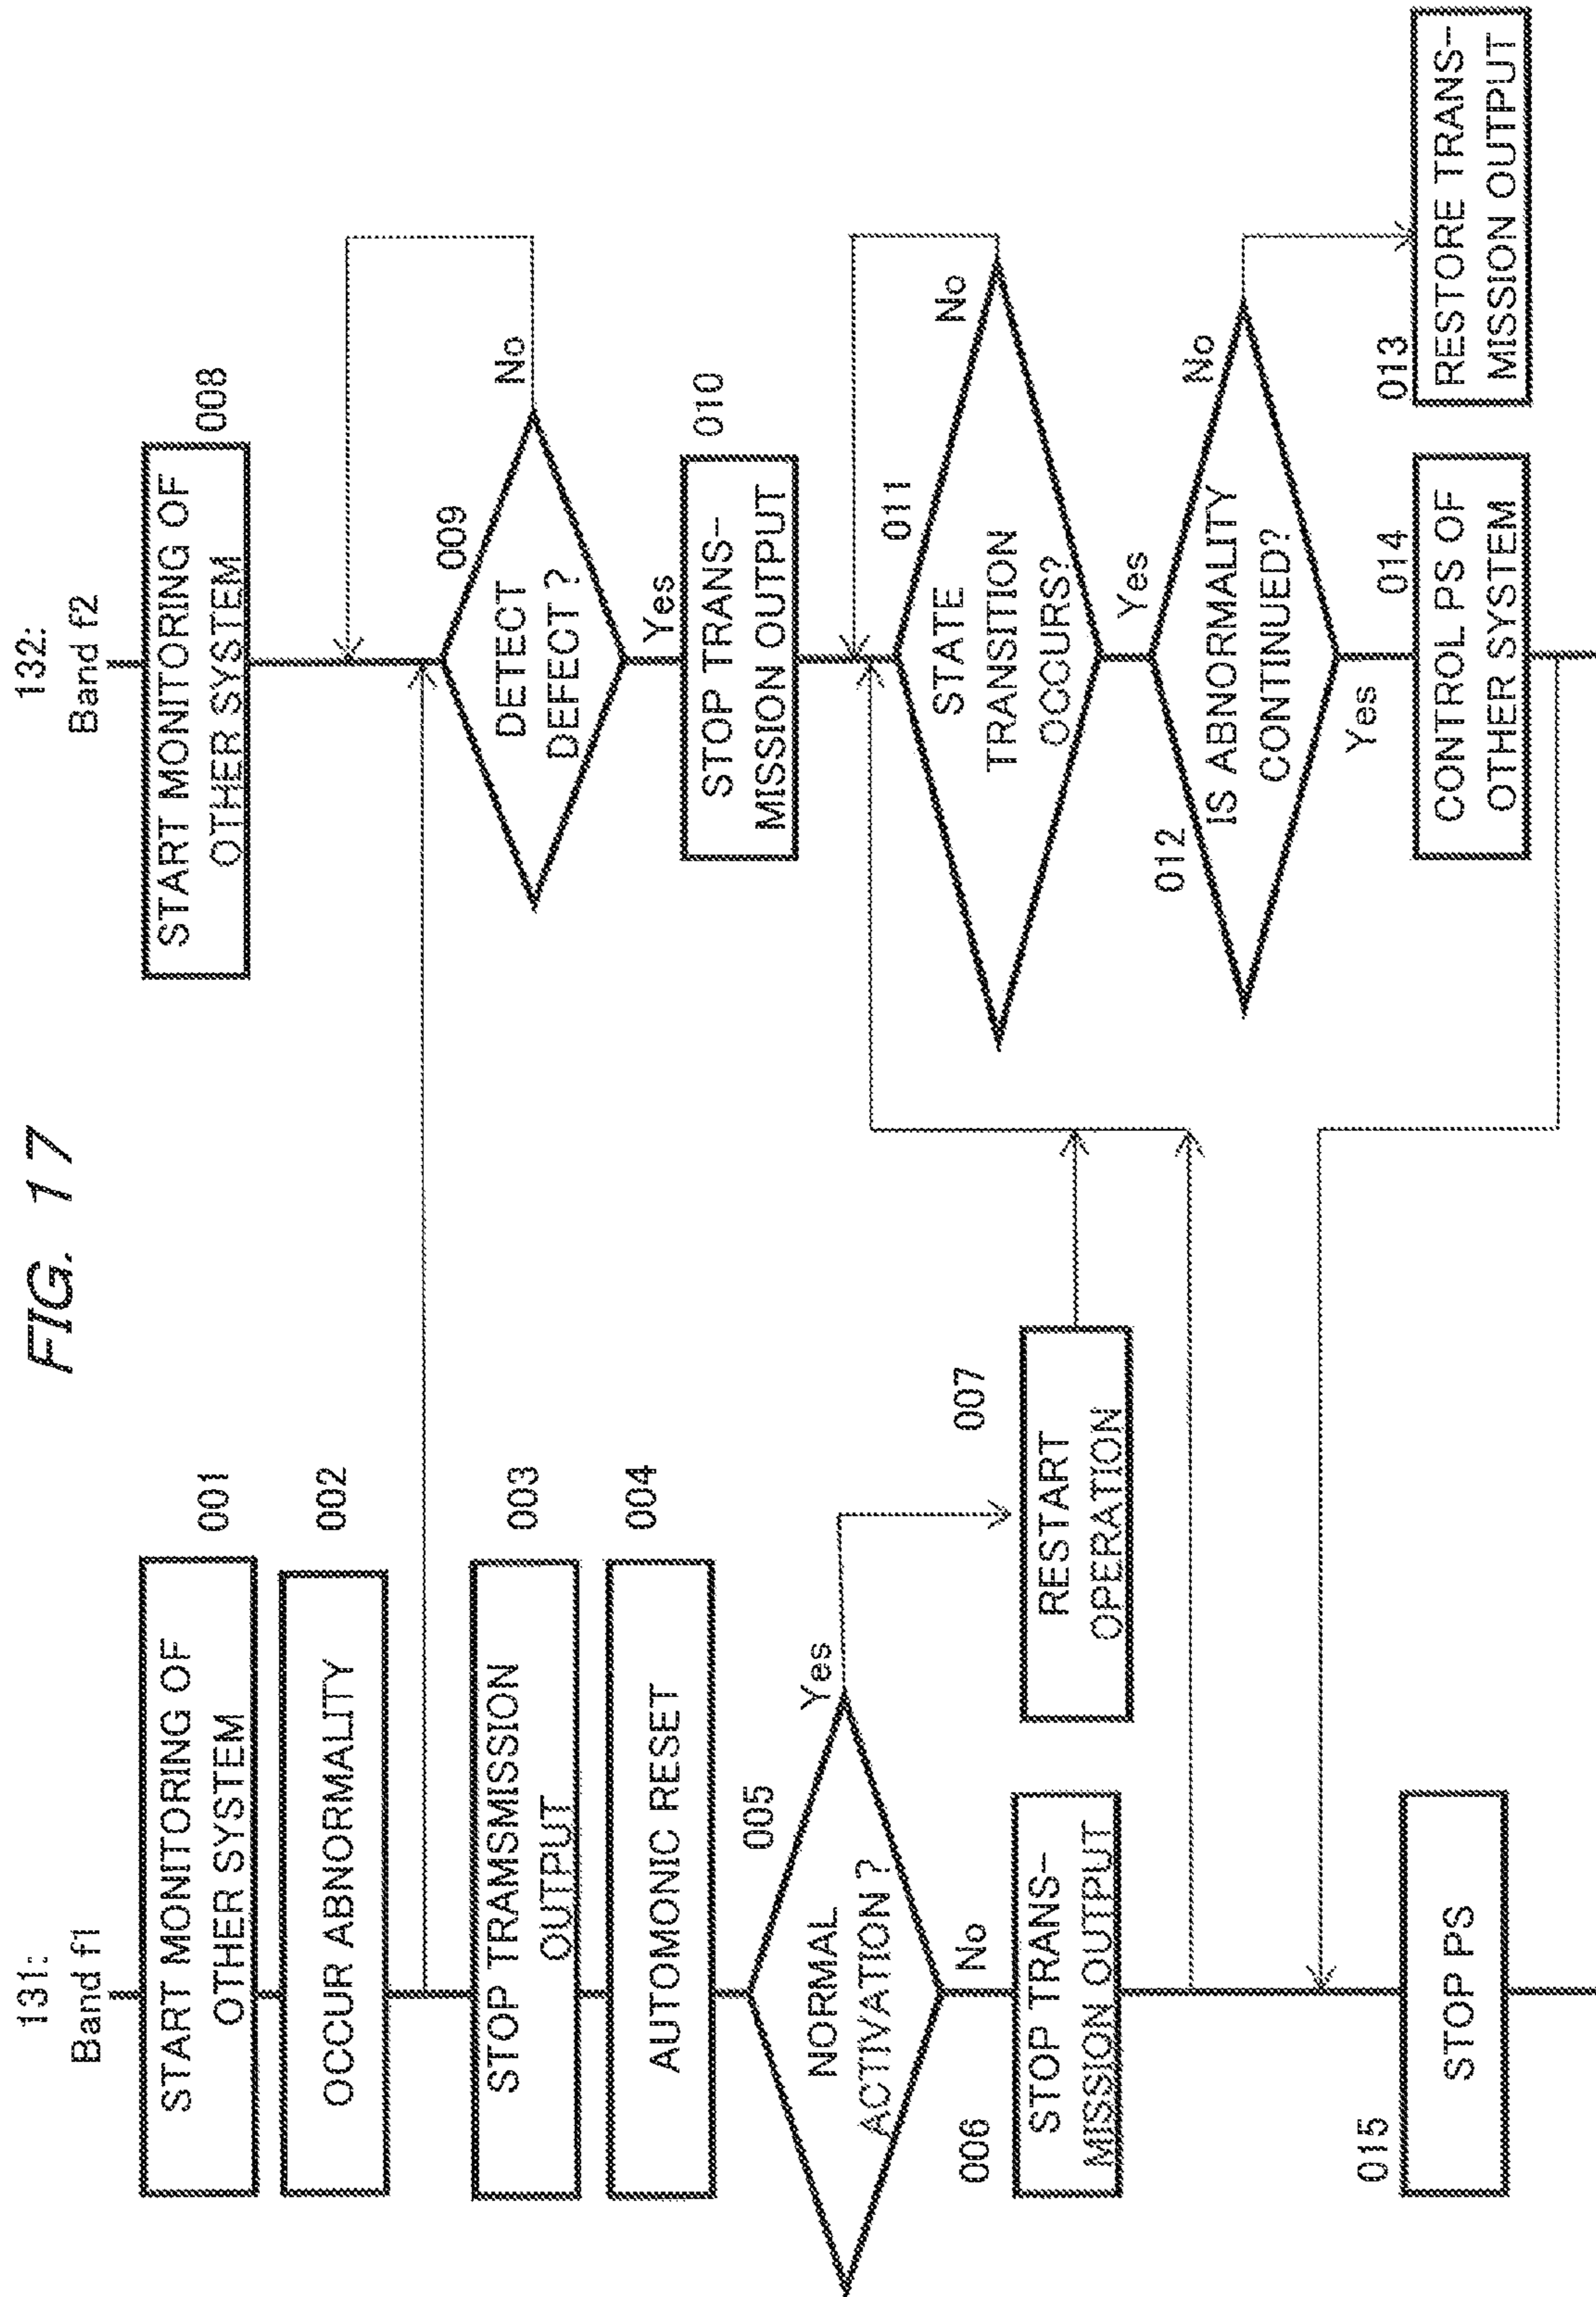 FIG. 17
131:
Band f1
START MONITORING OF
OTHER SYSTEM
001
OCCUR ABNORMALITY
002
STOP TRAMSMISSION
OUTPUT
003
AUTOMONIC RESET
004
NORMAL
ACTIVATION ?
005
Yes
No
STOP TRANS-
MISSION OUTPUT
006
RESTART
OPERATION
007
STOP PS
015
132:
Band f2
START MONITORING OF
OTHER SYSTEM
008
DETECT
DEFECT ?
009
No
Yes
STOP TRANS-
MISSION OUTPUT
010
STATE
TRANSITION
OCCURS?
011
No
Yes
IS ABNORMALITY
CONTINUED?
012
No
Yes
RESTORE TRANS-
MISSION OUTPUT
013
CONTROL PS OF
OTHER SYSTEM
014